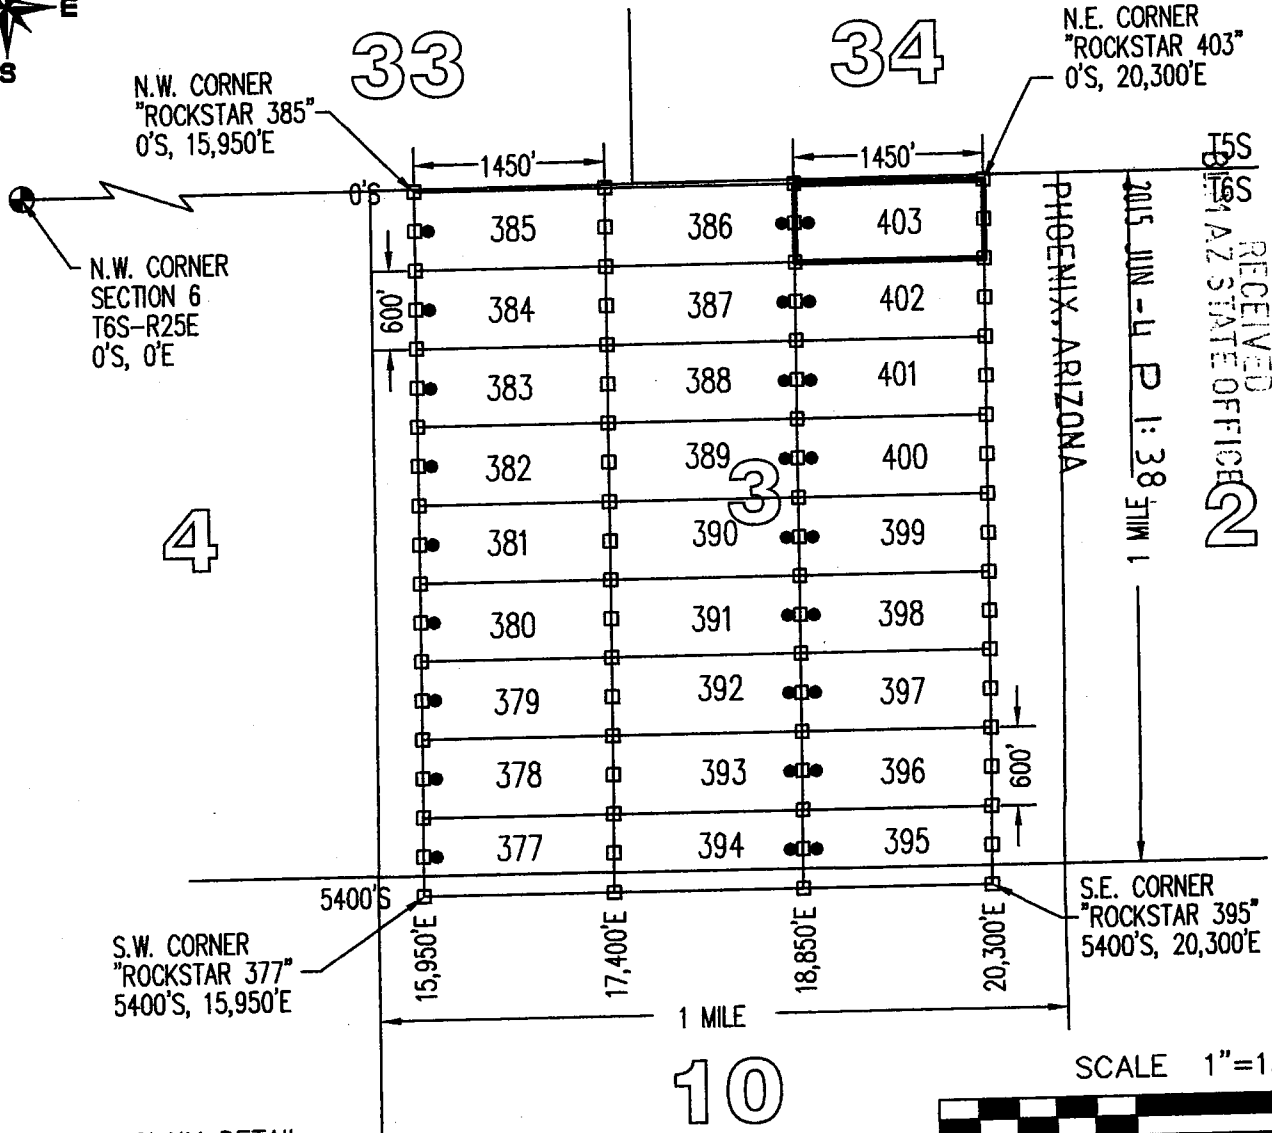 E
S
33
34
N.W. CORNER
"ROCKSTAR 385"
0'S, 15,950'E
N.E. CORNER
"ROCKSTAR 403"
0'S, 20,300'E
1450'
1450'
T5S
T6S
0'S
N.W. CORNER
SECTION 6
T6S-R25E
0'S, 0'E
600'
385
386
403
384
387
402
383
388
401
382
389
400
381
390
399
380
391
398
379
392
397
378
393
396
377
394
395
3
4
2
600'
1 MILE
PHOENIX, ARIZONA
2015 JUN -4 P 1:38
AZ STATE OFFICE
RECEIVED
5400'S
S.W. CORNER
"ROCKSTAR 377"
5400'S, 15,950'E
15,950'E
17,400'E
18,850'E
20,300'E
S.E. CORNER
"ROCKSTAR 395"
5400'S, 20,300'E
1 MILE
10
SCALE 1"=1